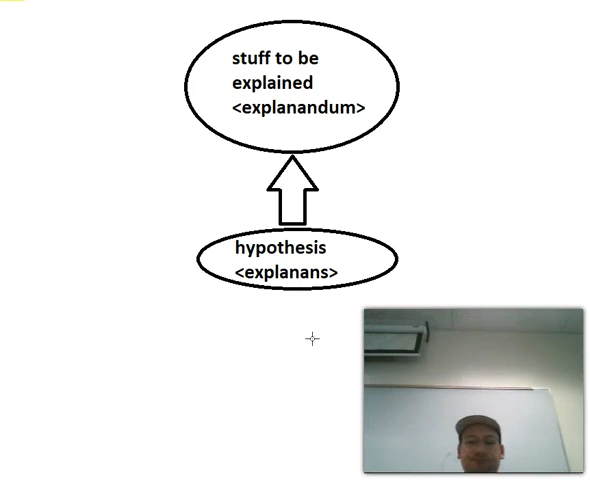 stuff to be
explained
<explanandum>
hypothesis
<explanans>